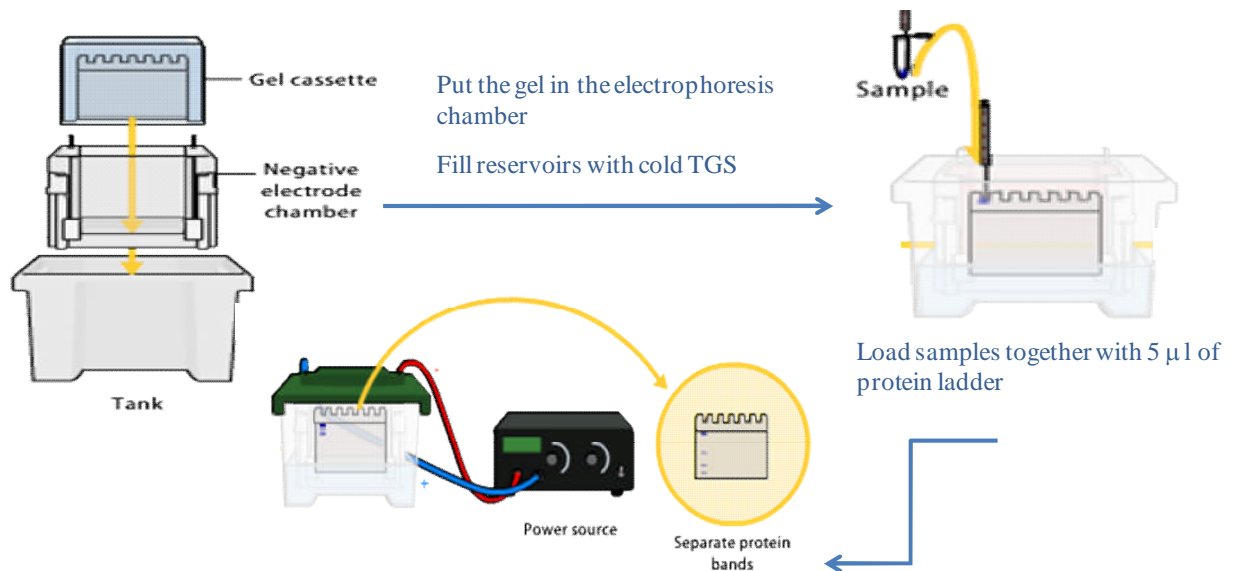 Gel cassette
Negative
electrode
chamber
Tank
Put the gel in the electrophoresis
chamber
Fill reservoirs with cold TGS
Sample
Load samples together with 5 µl of
protein ladder
-
+
Power source
Separate protein
bands